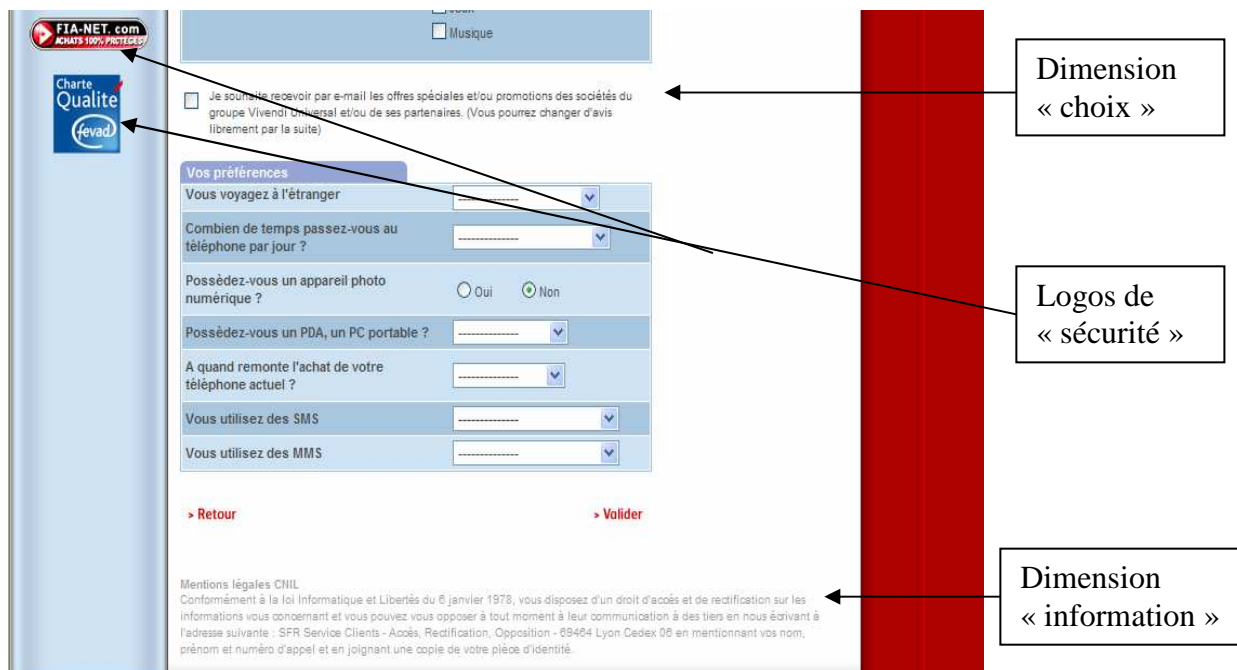 FIA-NET.com
ACHATS 100% PROTEGES
Charte
Qualité
fevad
Jeux
Musique
Je souhaite recevoir par e-mail les offres spéciales et/ou promotions des sociétés du
groupe Vivendi Universal et/ou de ses partenaires. (Vous pourrez changer d'avis
librement par la suite)
Vos préférences
Vous voyagez à l'étranger
-------------
Combien de temps passez-vous au
téléphone par jour ?
-------------
Possèdez-vous un appareil photo
numérique ?
Oui
Non
Possèdez-vous un PDA, un PC portable ?
-------------
A quand remonte l'achat de votre
téléphone actuel ?
-------------
Vous utilisez des SMS
-------------
Vous utilisez des MMS
-------------
> Retour
> Valider
Mentions légales CNIL
Conformément à la loi Informatique et Libertés du 6 janvier 1978, vous disposez d'un droit d'accès et de rectification sur les
informations vous concernant et vous pouvez vous opposer à tout moment à leur communication à des tiers en nous écrivant à
l'adresse suivante : SFR Service Clients - Accès, Rectification, Opposition - 69464 Lyon Cedex 06 en mentionnant vos nom,
prénom et numéro d'appel et en joignant une copie de votre pièce d'identité.
Dimension
« choix »
Logos de
« sécurité »
Dimension
« information »